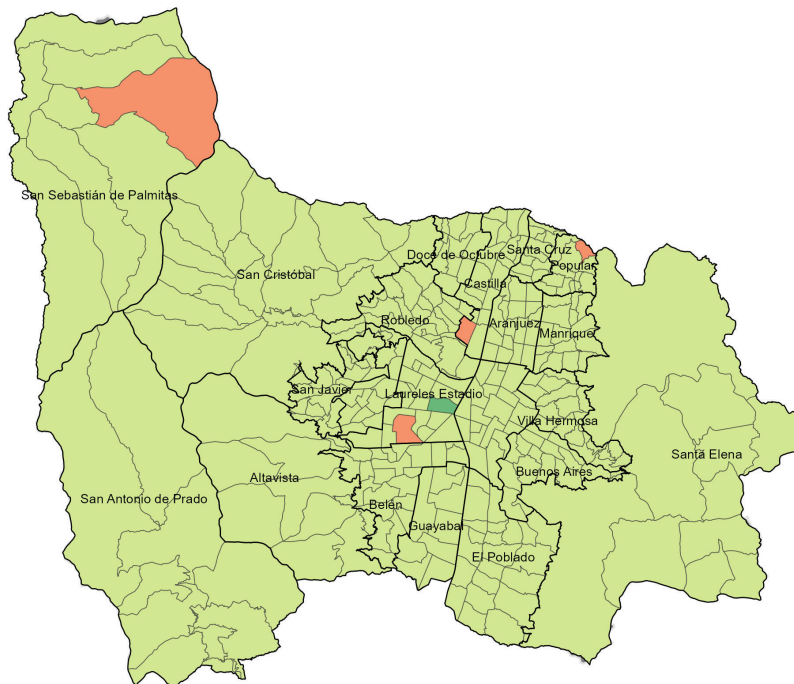 San Sebastián de Palmitas
San Cristóbal
Doce de Octubre
Santa Cruz
Popular
Castilla
Robledo
Aranjuez
Manrique
San Javier
Laureles Estadio
Villa Hermosa
Santa Elena
Buenos Aires
Altavista
San Antonio de Prado
Belén
Guayabal
El Poblado